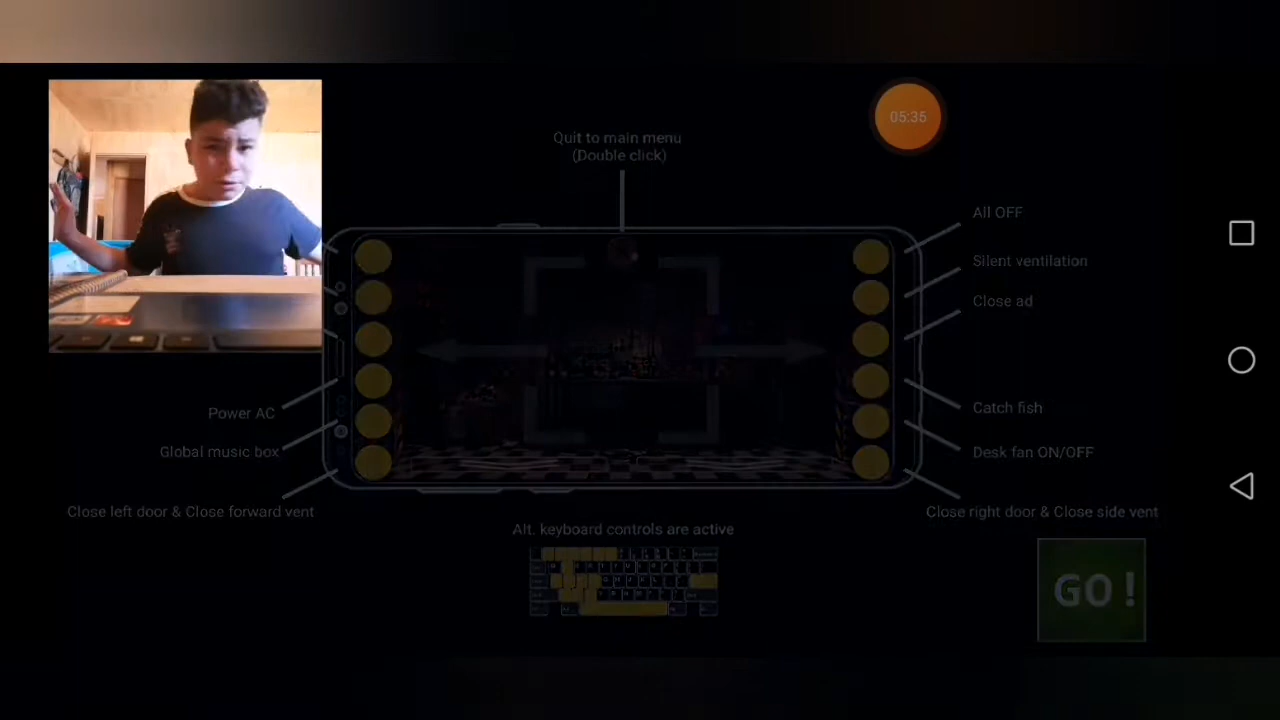 05:35
Quit to main menu
(Double click)
All OFF
Silent ventilation
Close ad
Power AC
Catch fish
Global music box
Desk fan ON/OFF
Close left door & Close forward vent
Close right door & Close side vent
Alt. keyboard controls are active
GO!